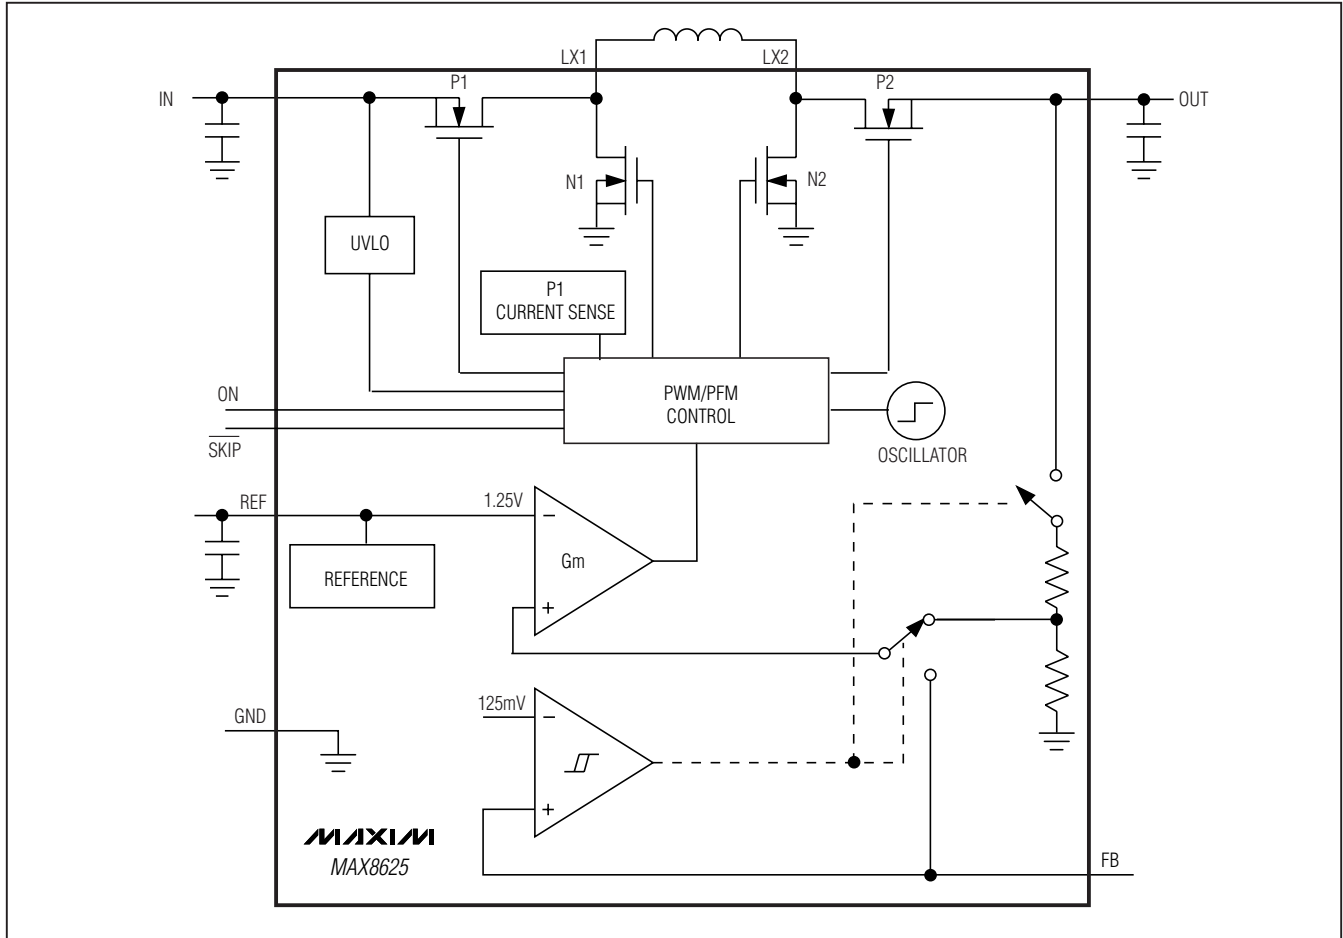 LX1
LX2
P1
P2
IN
OUT
N1
N2
UVLO
P1
CURRENT SENSE
ON
SKIP
PWM/PFM
CONTROL
OSCILLATOR
REF
1.25V
−
Gm
REFERENCE
+
GND
125mV
−
+
MAXIM
MAX8625
FB